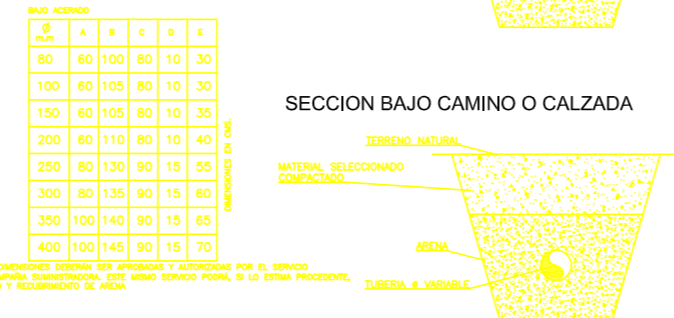 BAJO ACERADO
Ø m.m A B C D E
80 60 100 80 10 30
100 60 105 80 10 30
150 60 105 80 10 35
200 60 110 80 10 40
250 80 130 90 15 55
300 80 135 90 15 60
350 100 140 90 15 65
400 100 145 90 15 70
DIMENSIONES EN CMS.
DIMENSIONES DEBERÁN SER APROBADAS Y AUTORIZADAS POR EL SERVICIO
MPAÑIA SUMINISTRADORA. ESTE MISMO SERVICIO PODRÁ, SI LO ESTIMA PROCEDENTE,
Y RECUBRIMIENTO DE ARENA
SECCION BAJO CAMINO O CALZADA
TERRENO NATURAL
MATERIAL SELECCIONADO
COMPACTADO
ARENA
TUBERIA Ø VARIABLE